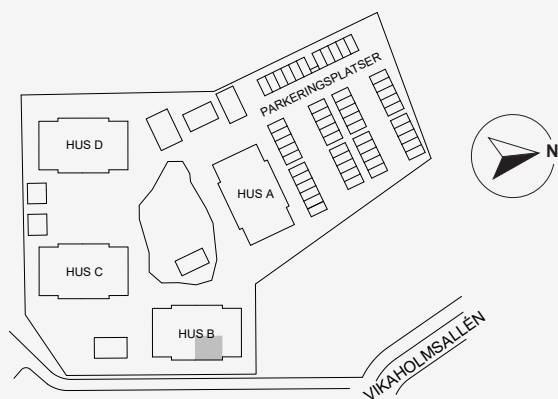 PARKERINGSPLATSER
HUS D
HUS A
N
HUS C
HUS B
VIKAHOLMSALLÉN